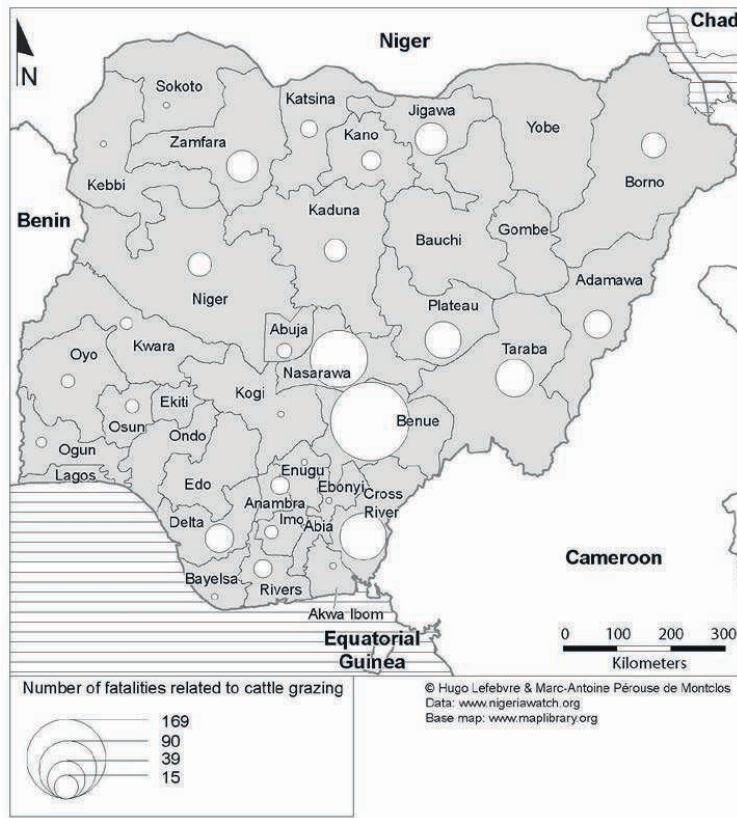 Chad
Niger
N
Sokoto
Katsina
Jigawa
Kano
Yobe
Zamfara
Kebbi
Borno
Benin
Kaduna
Bauchi
Gombe
Niger
Adamawa
Plateau
Abuja
Taraba
Kwara
Oyo
Nasarawa
Kogi
Ekiti
Benue
Osun
Ondo
Ogun
Enugu
Lagos
Edo
Ebonyi
Cross
River
Anambra
Imo
Abia
Delta
Cameroon
Bayelsa
Rivers
Akwa Ibom
Equatorial
Guinea
0 100 200 300
Kilometers
Number of fatalities related to cattle grazing
169
90
39
15
© Hugo Lefebvre & Marc-Antoine Pérouse de Montclos
Data: www.nigeriawatch.org
Base map: www.maplibrary.org